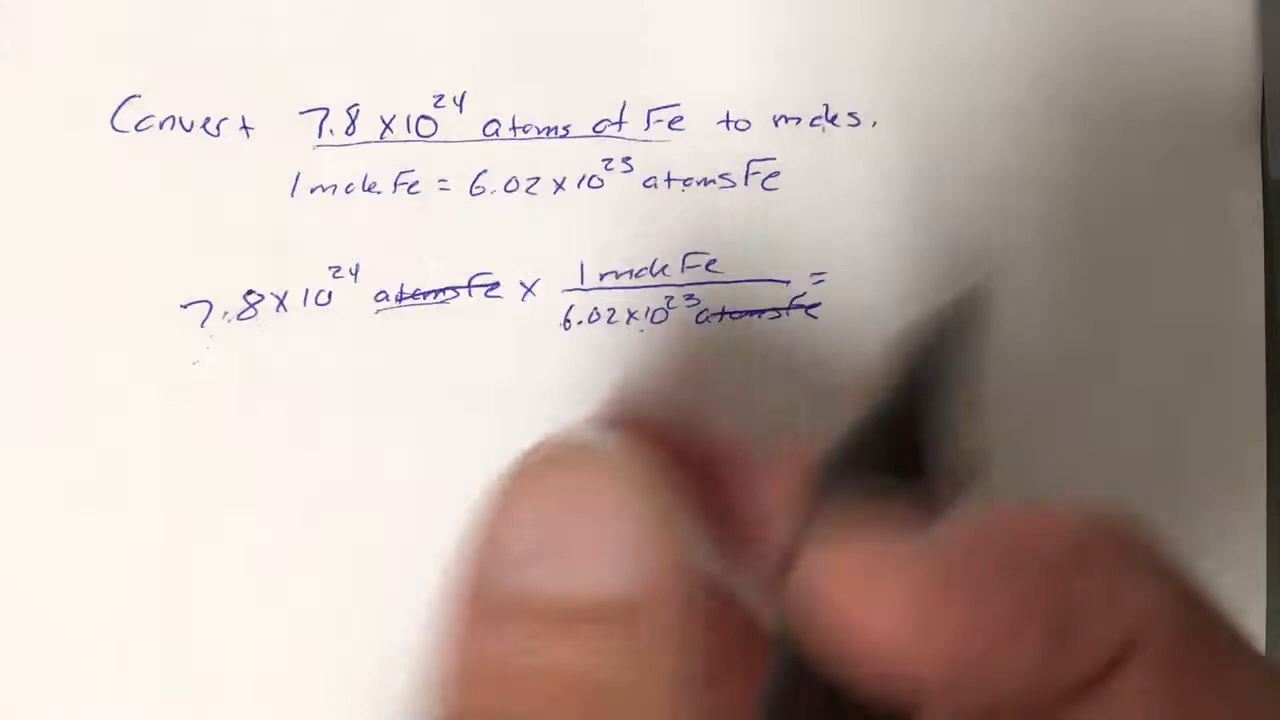 Convert 7.8 x 10^24 atoms of Fe to moles.
1 mole Fe = 6.02 x 10^23 atoms Fe
7.8 x 10^24 atoms Fe x 1 mole Fe / 6.02 x 10^23 atoms Fe =